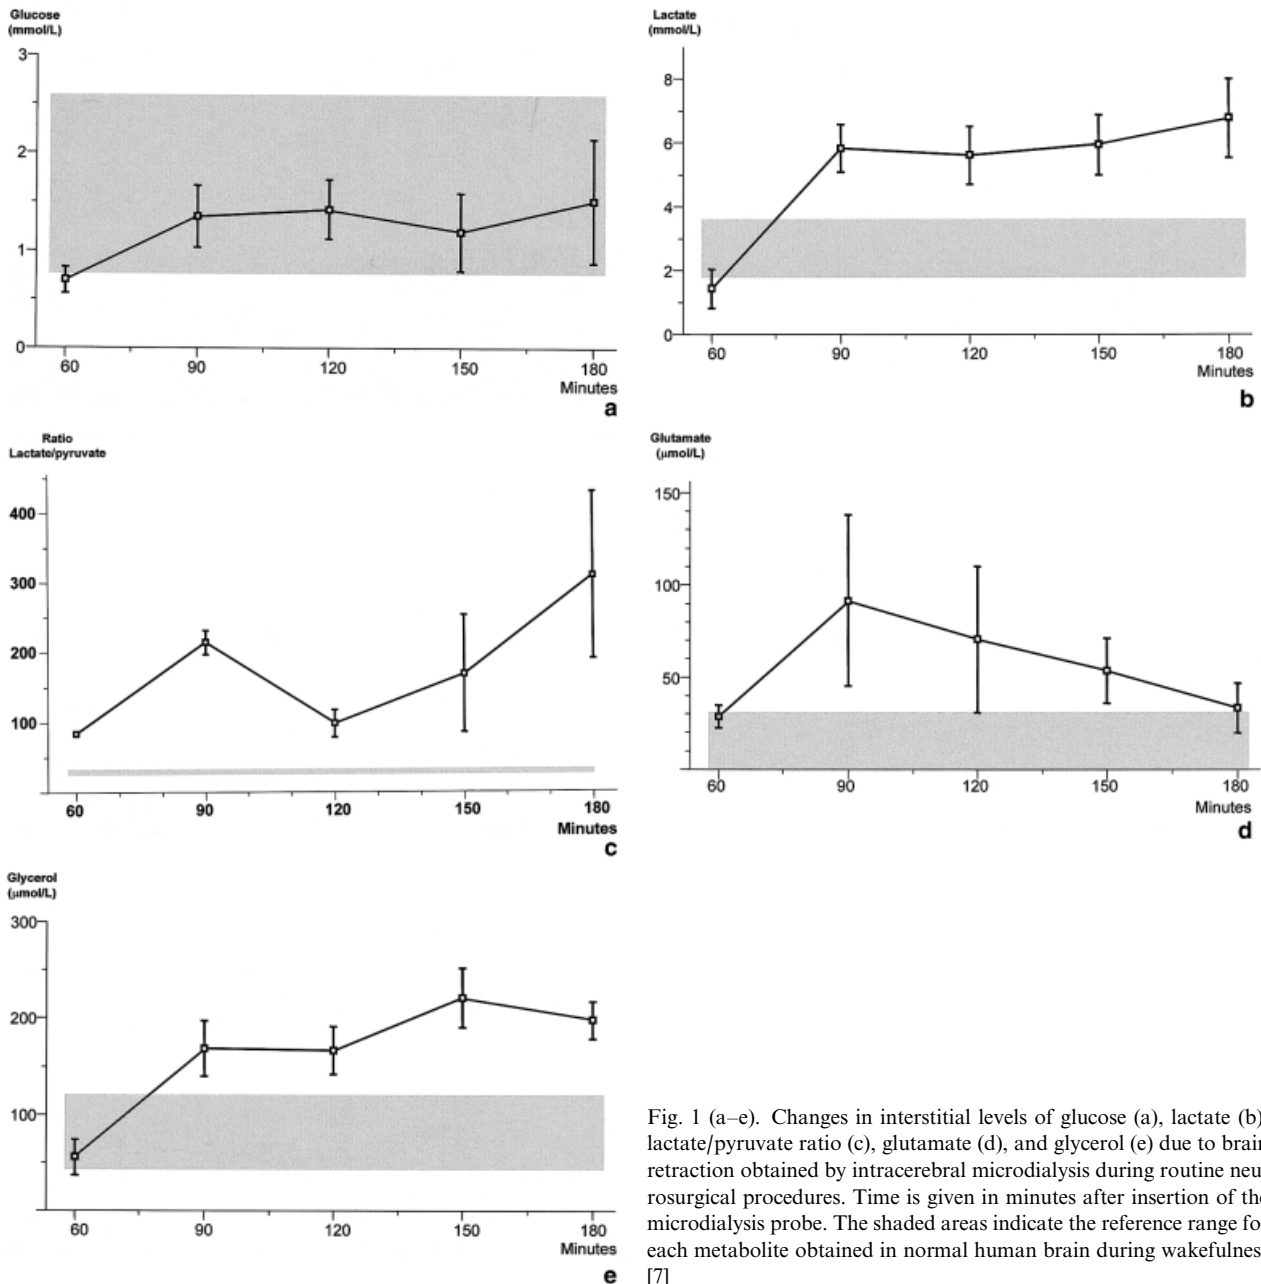 Glucose
(mmol/L)
3
2
1
0
60 90 120 150 180
Minutes
a
Lactate
(mmol/L)
8
6
4
2
0
60 90 120 150 180
Minutes
b
Ratio
Lactate/pyruvate
400
300
200
100
60 90 120 150 180
Minutes
c
Glutamate
(μmol/L)
150
100
50
60 90 120 150 180
Minutes
d
Glycerol
(μmol/L)
300
200
100
60 90 120 150 180
Minutes
e
Fig. 1 (a–e). Changes in interstitial levels of glucose (a), lactate (b)
lactate/pyruvate ratio (c), glutamate (d), and glycerol (e) due to brain
retraction obtained by intracerebral microdialysis during routine neu
rosurgical procedures. Time is given in minutes after insertion of the
microdialysis probe. The shaded areas indicate the reference range fo
each metabolite obtained in normal human brain during wakefulnes
[7]